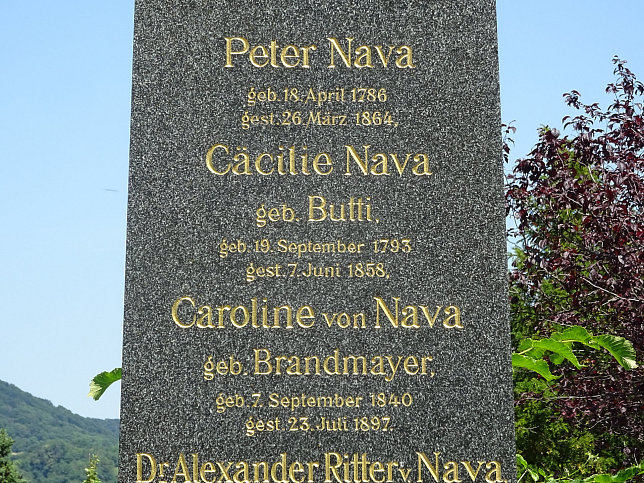 Peter Nava
geb. 18. April 1786
gest. 26. März 1864,
Cäcilie Nava
geb. Butti,
geb. 19. September 1793
gest. 7. Juni 1858,
Caroline von Nava
geb. Brandmayer,
geb. 7. September 1840
gest. 23. Juli 1897.
Dr. Alexander Ritter v. Nava,